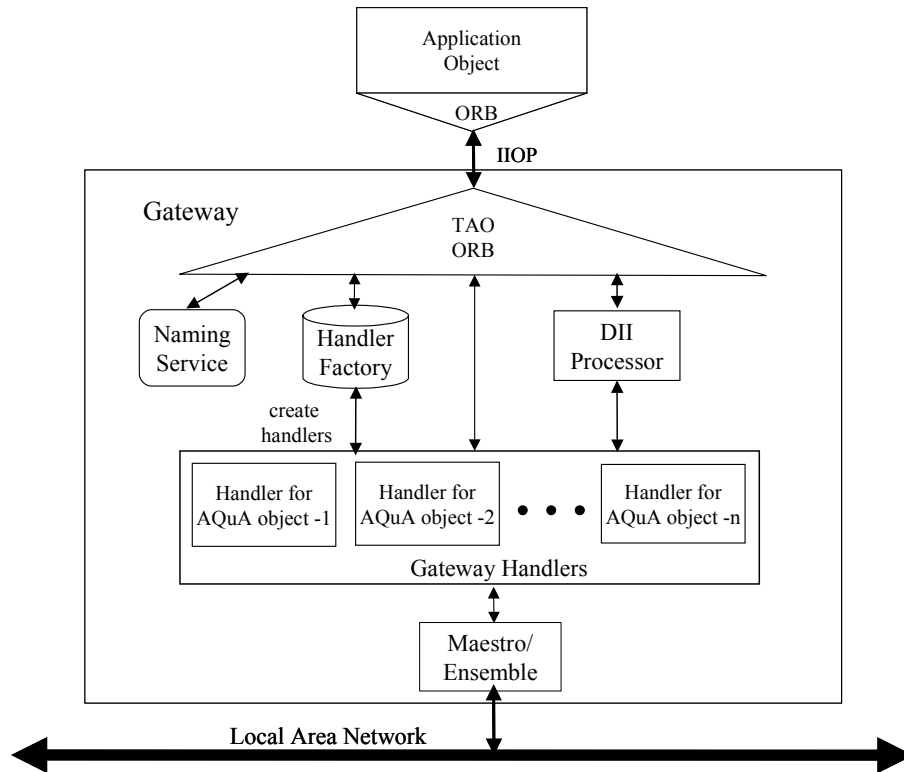 Application
Object
ORB
IIOP
Gateway
TAO
ORB
Naming
Service
Handler
Factory
DII
Processor
create
handlers
Handler for
AQuA object -1
Handler for
AQuA object -2
Handler for
AQuA object -n
Gateway Handlers
Maestro/
Ensemble
Local Area Network